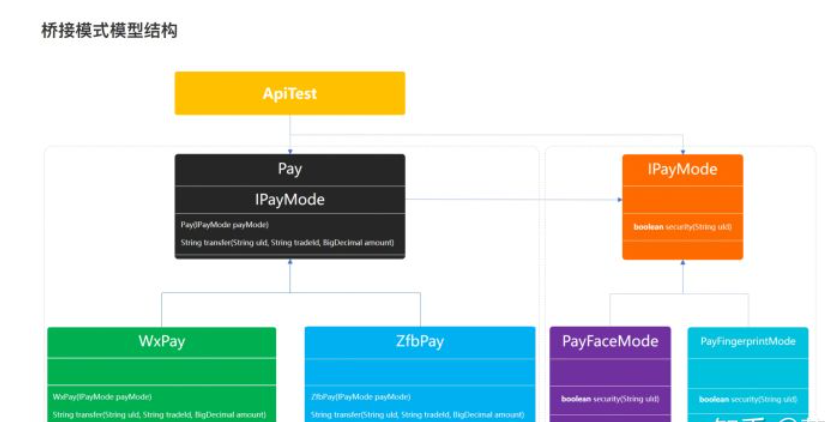 桥接模式模型结构
ApiTest
Pay
IPayMode
IPayMode
Pay(IPayMode payMode)
String transfer(String uId, String tradeId, BigDecimal amount)
boolean security(String uId)
WxPay
ZfbPay
PayFaceMode
PayFingerprintMode
WxPay(IPayMode payMode)
String transfer(String uId, String tradeId, BigDecimal amount)
ZfbPay(IPayMode payMode)
String transfer(String uId, String tradeId, BigDecimal amount)
boolean security(String uId)
boolean security(String uId)